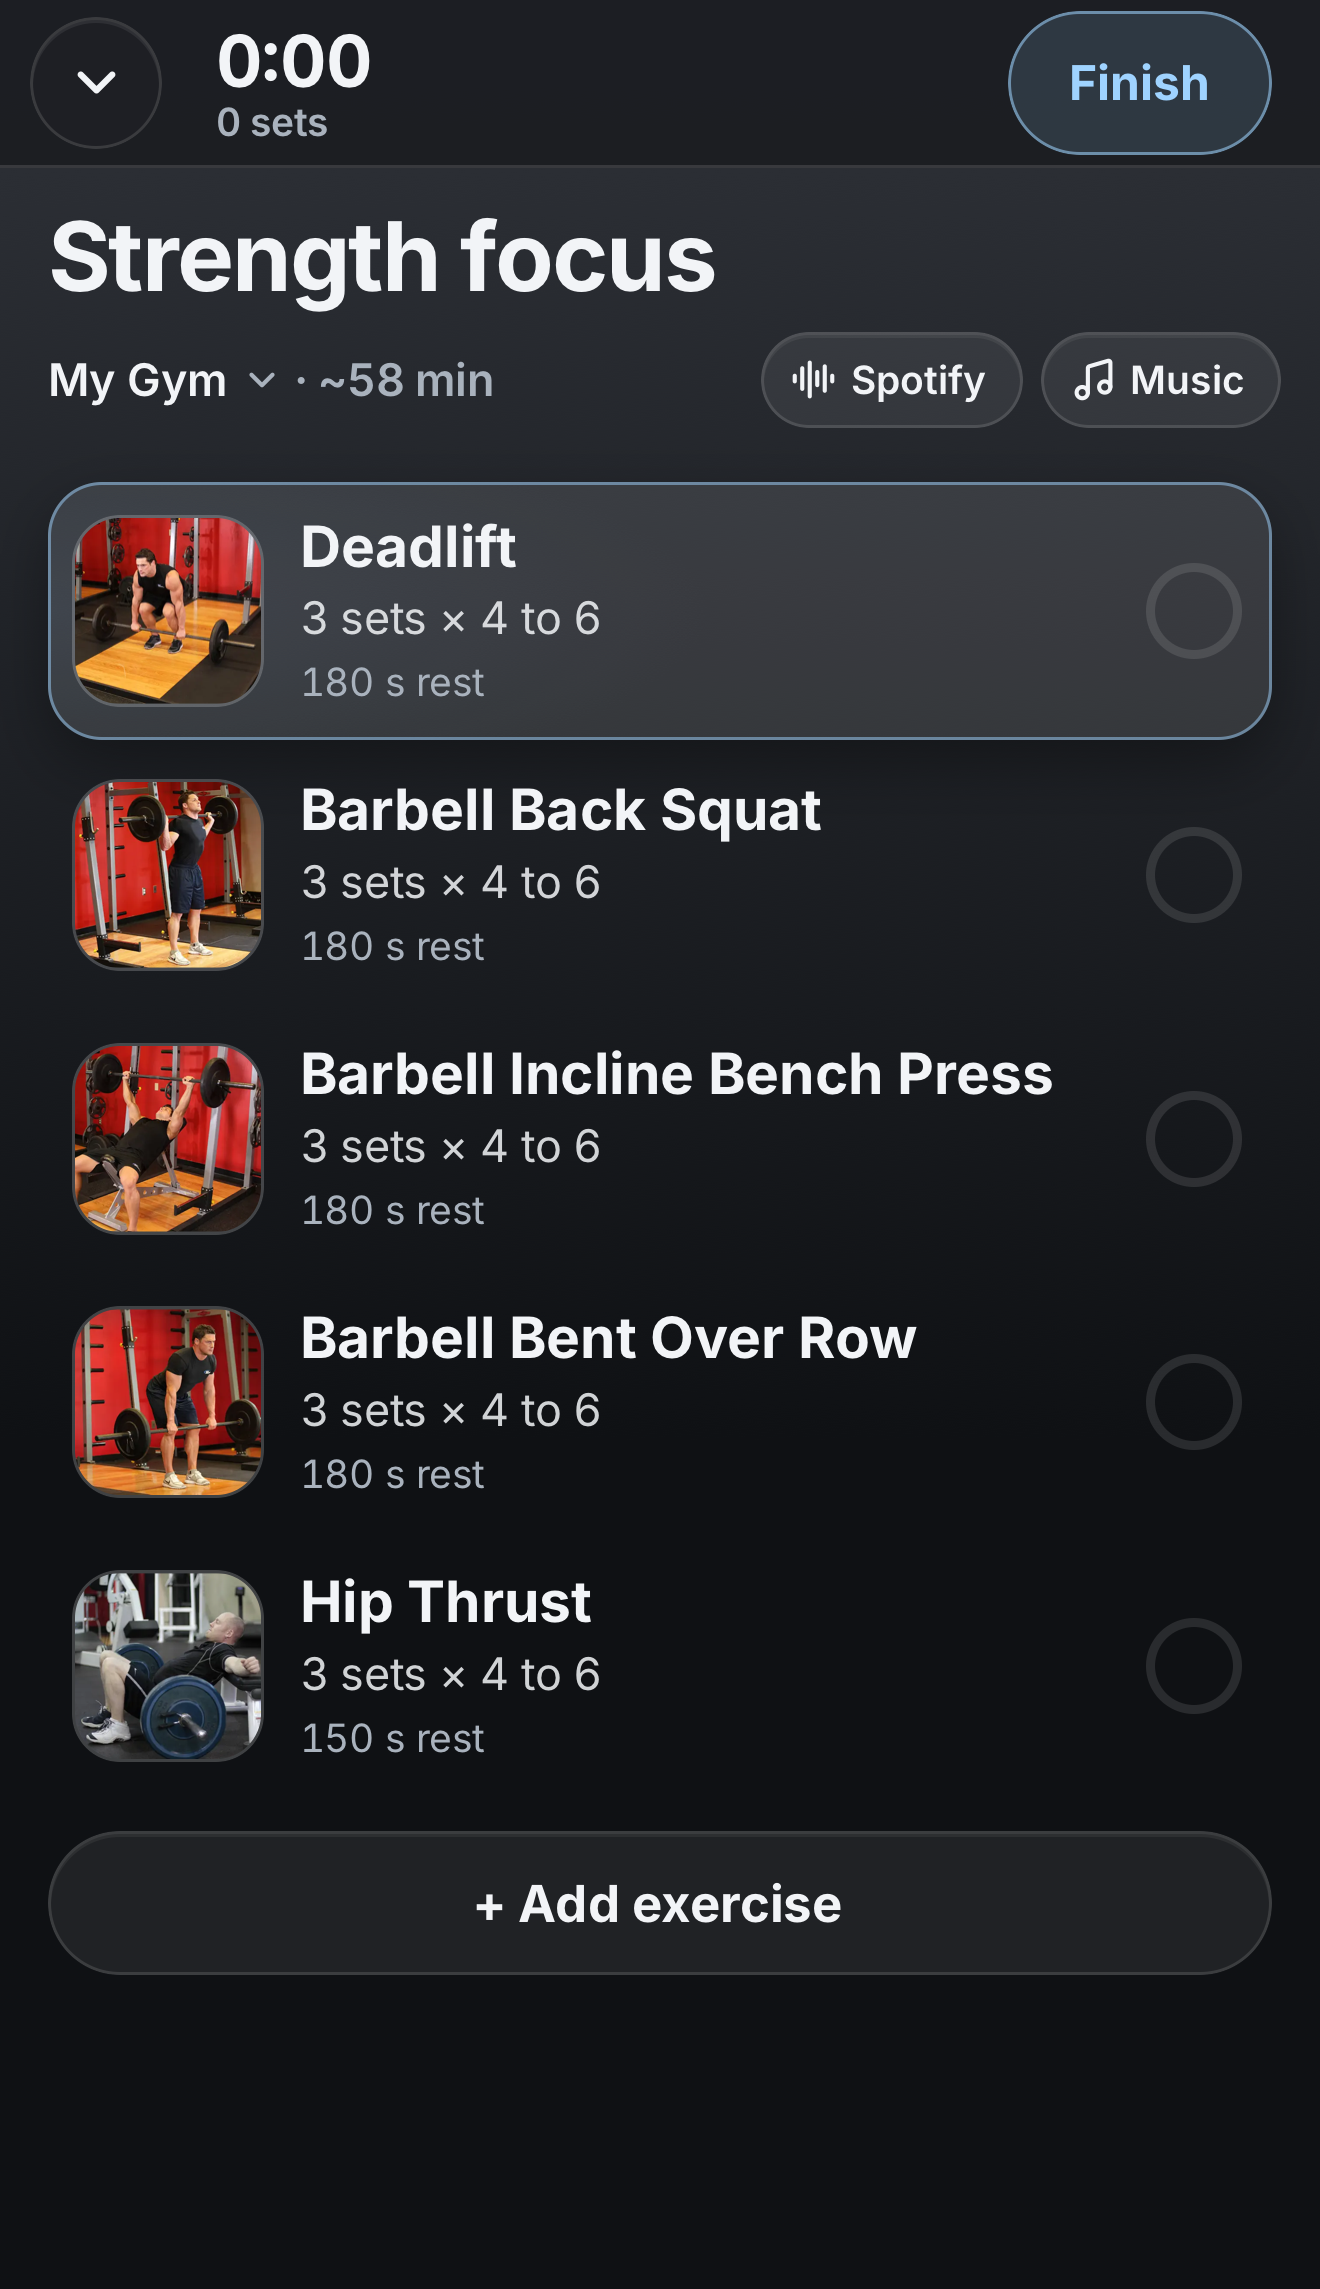 0:00
0 sets
Finish
Strength focus
My Gym · ~58 min
Spotify
Music
Deadlift
3 sets × 4 to 6
180 s rest
Barbell Back Squat
3 sets × 4 to 6
180 s rest
Barbell Incline Bench Press
3 sets × 4 to 6
180 s rest
Barbell Bent Over Row
3 sets × 4 to 6
180 s rest
Hip Thrust
3 sets × 4 to 6
150 s rest
+ Add exercise